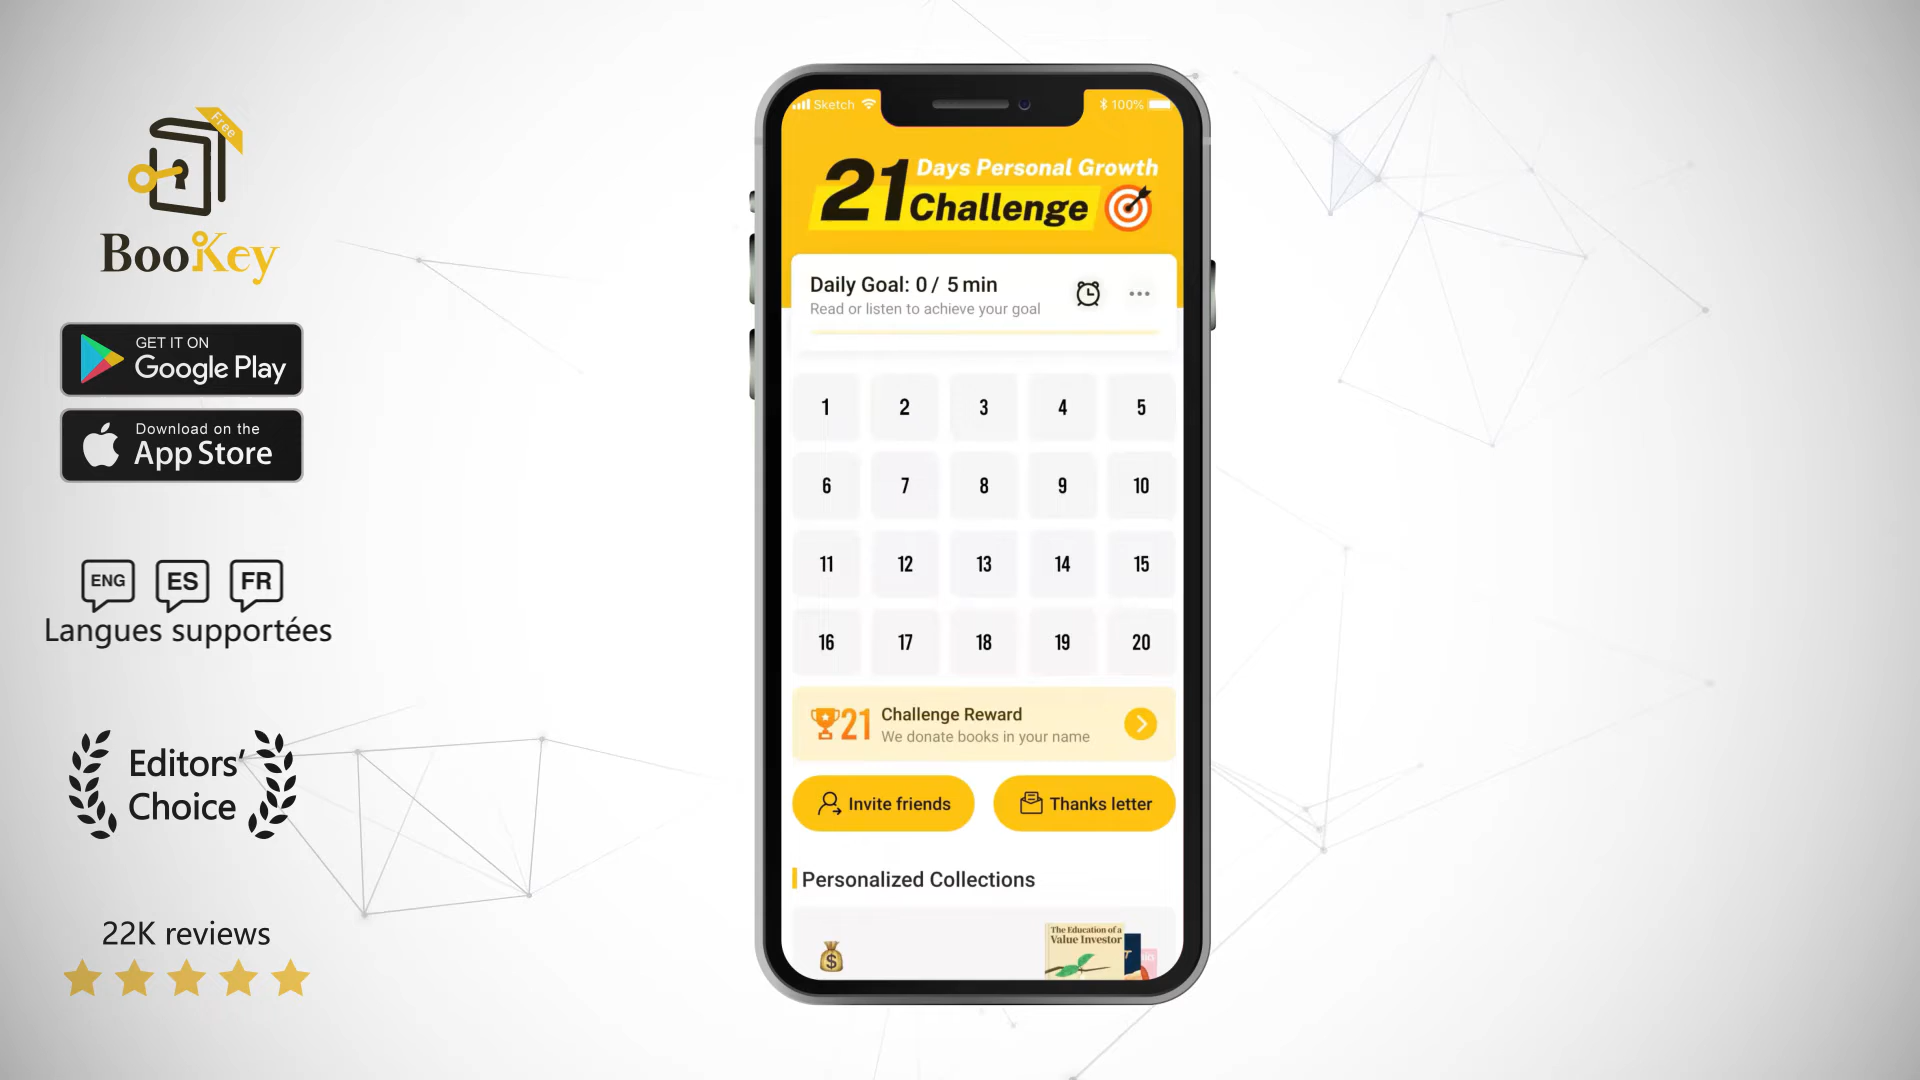 Free
BooKey
GET IT ON
Google Play
Download on the
App Store
ENG ES FR
Langues supportées
Editors'
Choice
22K reviews
Sketch 100%
21 Days Personal Growth
Challenge
Daily Goal: 0 / 5 min
Read or listen to achieve your goal
1 2 3 4 5
6 7 8 9 10
11 12 13 14 15
16 17 18 19 20
21 Challenge Reward
We donate books in your name
Invite friends Thanks letter
Personalized Collections
The Education of a
Value Investor